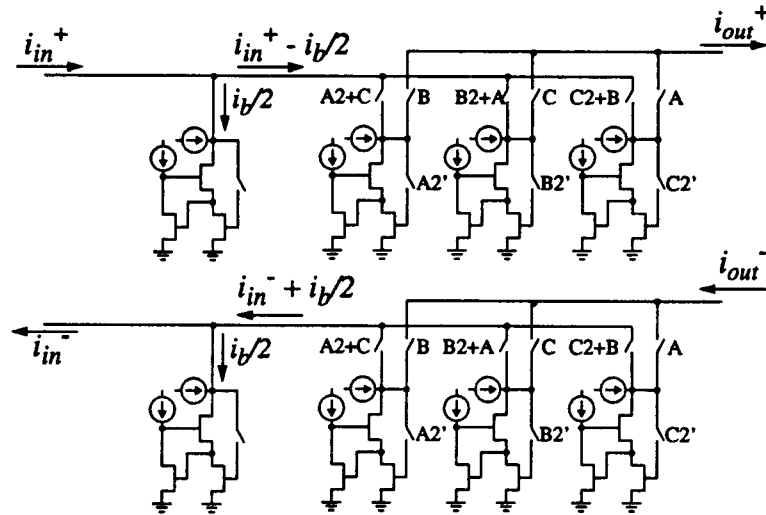 i_in^+
i_in^+ - i_b/2
i_out^+
i_b/2
A2+C B B2+A C C2+B A
A2' B2' C2'
i_in^- + i_b/2
i_out^-
i_in^-
i_b/2
A2+C B B2+A C C2+B A
A2' B2' C2'